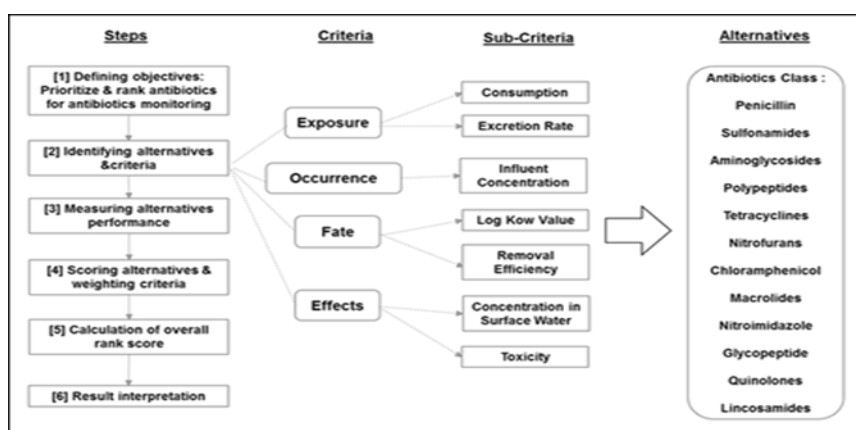 Steps
[1] Defining objectives:
Prioritize & rank antibiotics
for antibiotics monitoring
[2] Identifying alternatives
&criteria
[3] Measuring alternatives
performance
[4] Scoring alternatives &
weighting criteria
[5] Calculation of overall
rank score
[6] Result interpretation
Criteria
Exposure
Occurrence
Fate
Effects
Sub-Criteria
Consumption
Excretion Rate
Influent
Concentration
Log Kow Value
Removal
Efficiency
Concentration in
Surface Water
Toxicity
Alternatives
Antibiotics Class :
Penicillin
Sulfonamides
Aminoglycosides
Polypeptides
Tetracyclines
Nitrofurans
Chloramphenicol
Macrolides
Nitroimidazole
Glycopeptide
Quinolones
Lincosamides